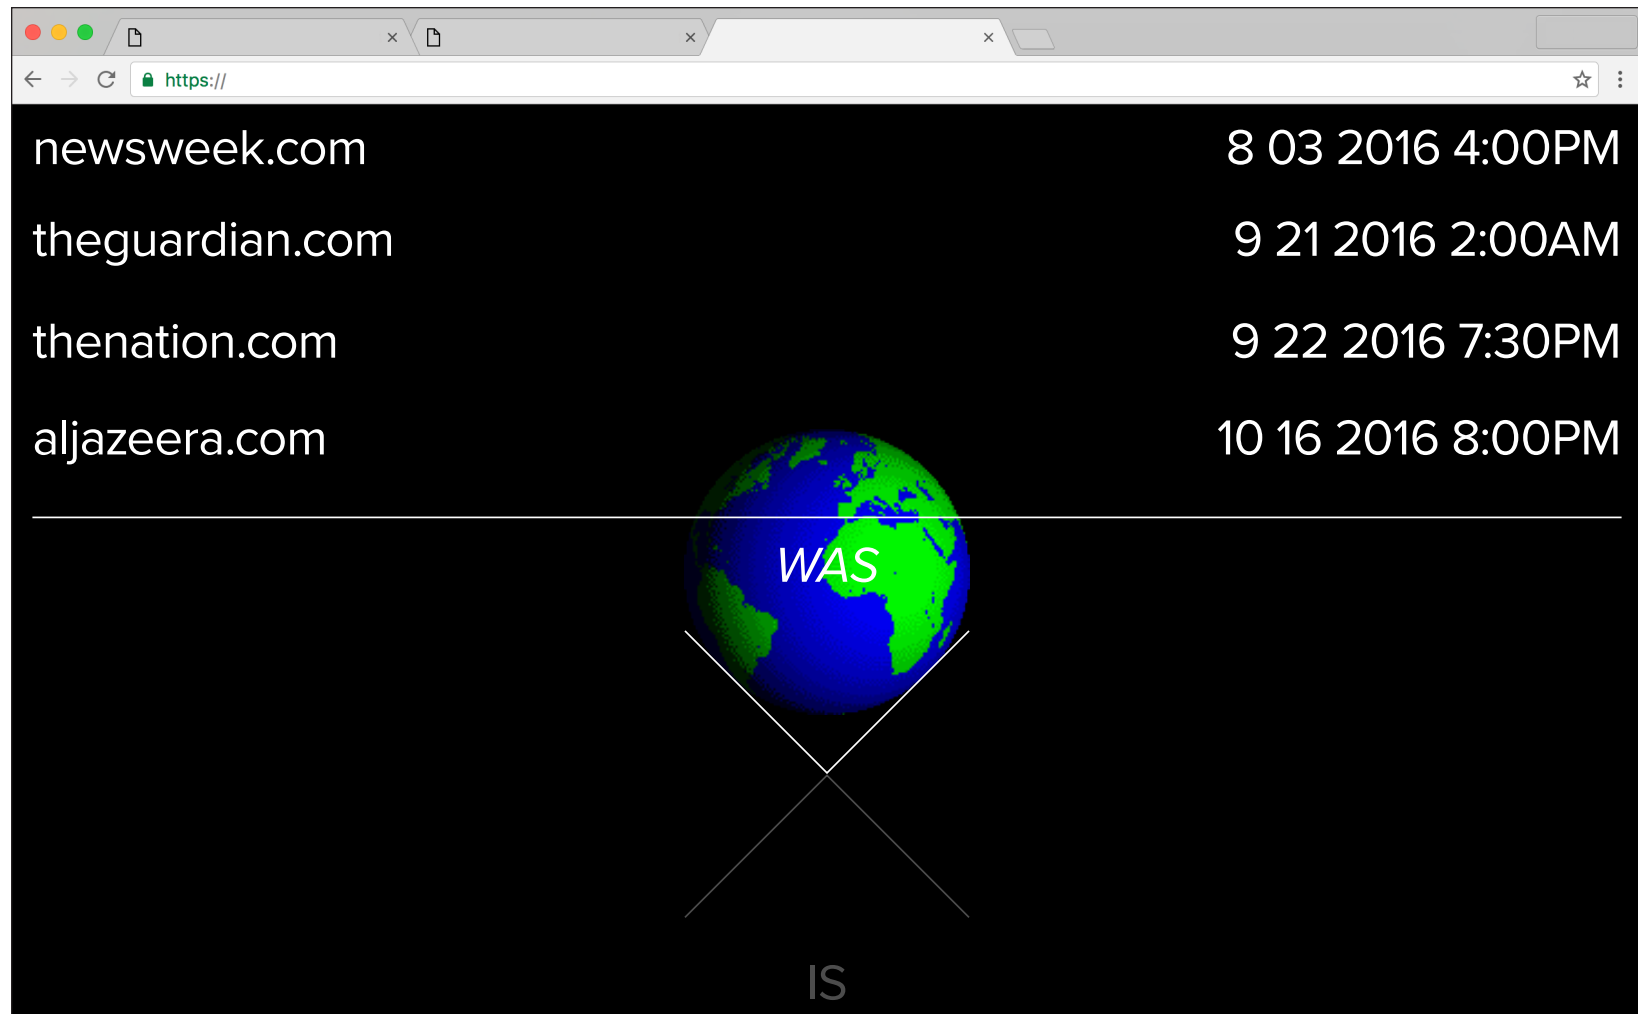 https://
newsweek.com 8 03 2016 4:00PM
theguardian.com 9 21 2016 2:00AM
thenation.com 9 22 2016 7:30PM
aljazeera.com 10 16 2016 8:00PM
WAS
IS